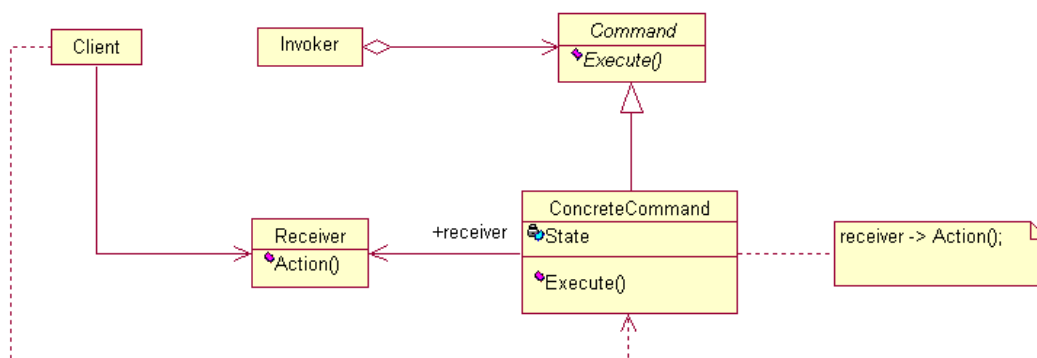 Client
Invoker
Command
Execute()
Receiver
Action()
+receiver
ConcreteCommand
State
Execute()
receiver -> Action();